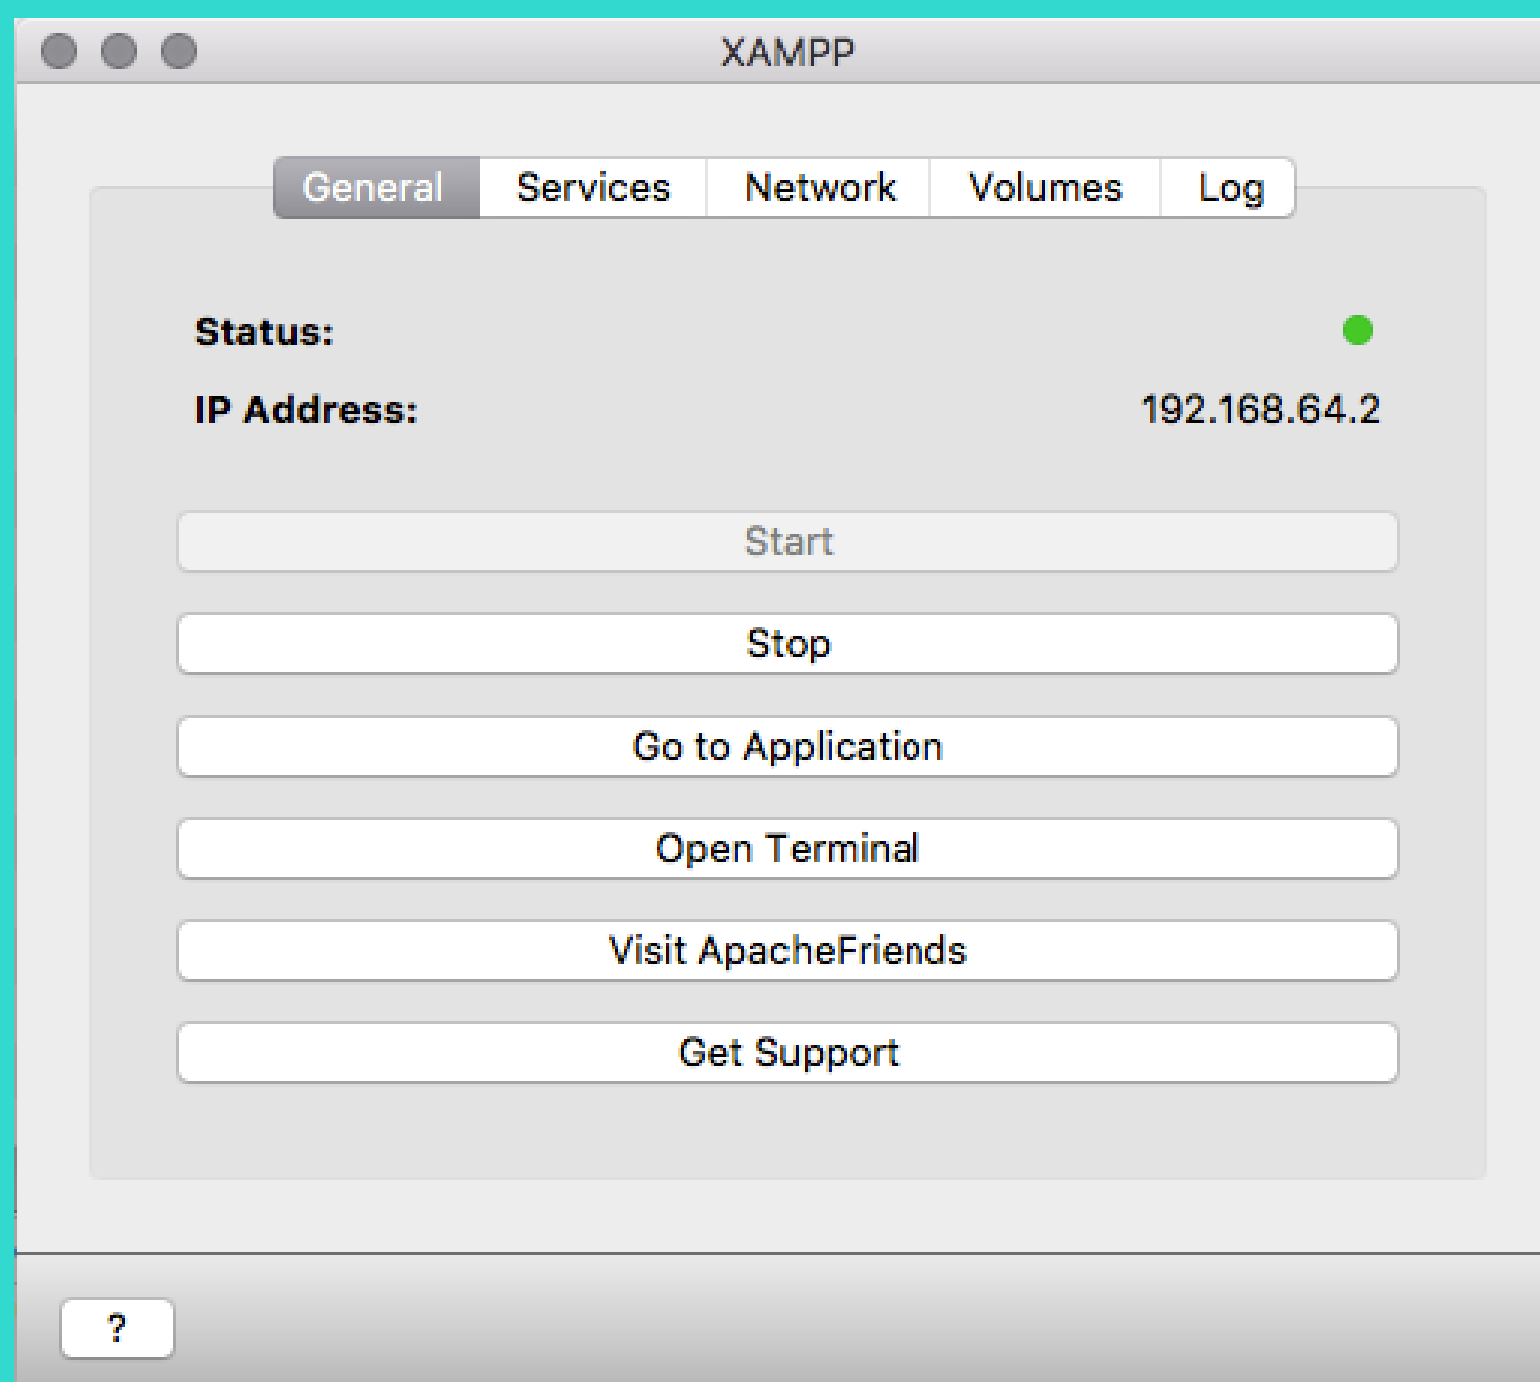 XAMPP
General Services Network Volumes Log
Status:
IP Address: 192.168.64.2
Start
Stop
Go to Application
Open Terminal
Visit ApacheFriends
Get Support
?